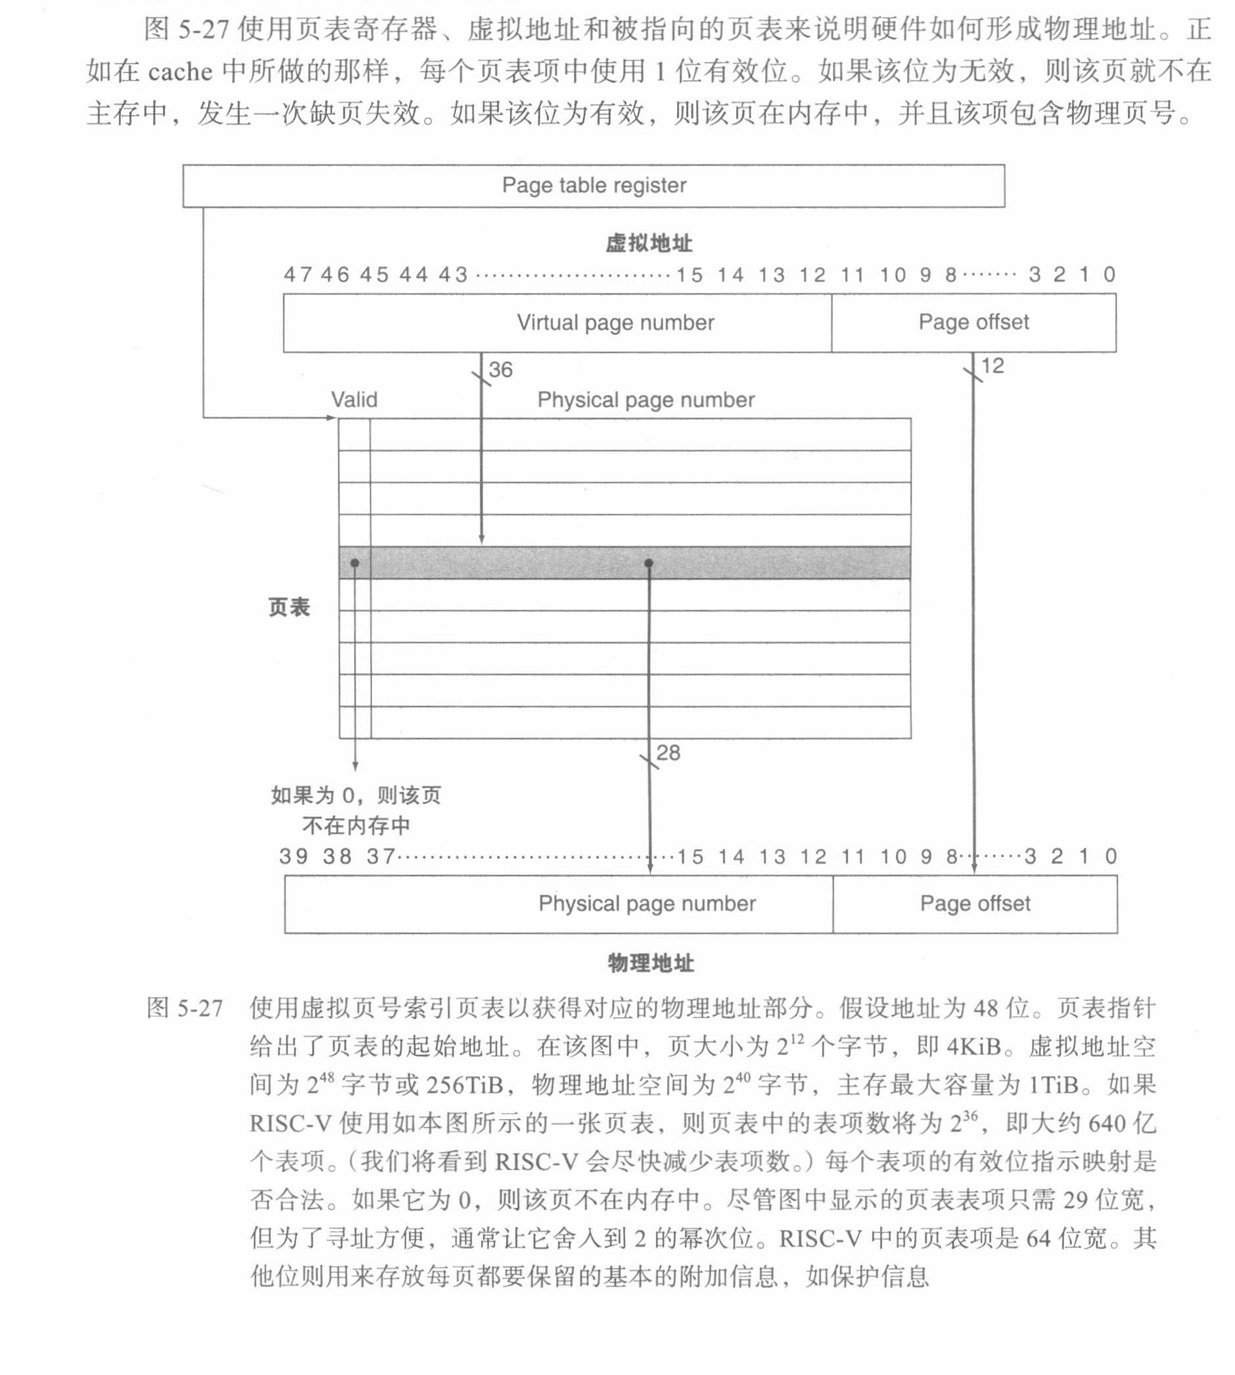 图 5-27 使用页表寄存器、虚拟地址和被指向的页表来说明硬件如何形成物理地址。正
如在 cache 中所做的那样，每个页表项中使用 1 位有效位。如果该位为无效，则该页就不在
主存中，发生一次缺页失效。如果该位为有效，则该页在内存中，并且该项包含物理页号。
Page table register
虚拟地址
47 46 45 44 43 ························ 15 14 13 12 11 10 9 8 ······· 3 2 1 0
Virtual page number Page offset
36 12
Valid Physical page number
页表
28
如果为 0，则该页
不在内存中
39 38 37 ·································· 15 14 13 12 11 10 9 8 ········ 3 2 1 0
Physical page number Page offset
物理地址
图 5-27 使用虚拟页号索引页表以获得对应的物理地址部分。假设地址为 48 位。页表指针
给出了页表的起始地址。在该图中，页大小为 2¹² 个字节，即 4KiB。虚拟地址空
间为 2⁴⁸ 字节或 256TiB，物理地址空间为 2⁴⁰ 字节，主存最大容量为 1TiB。如果
RISC-V 使用如本图所示的一张页表，则页表中的表项数将为 2³⁶，即大约 640 亿
个表项。（我们将看到 RISC-V 会尽快减少表项数。）每个表项的有效位指示映射是
否合法。如果它为 0，则该页不在内存中。尽管图中显示的页表表项只需 29 位宽，
但为了寻址方便，通常让它舍入到 2 的幂次位。RISC-V 中的页表项是 64 位宽。其
他位则用来存放每页都要保留的基本的附加信息，如保护信息